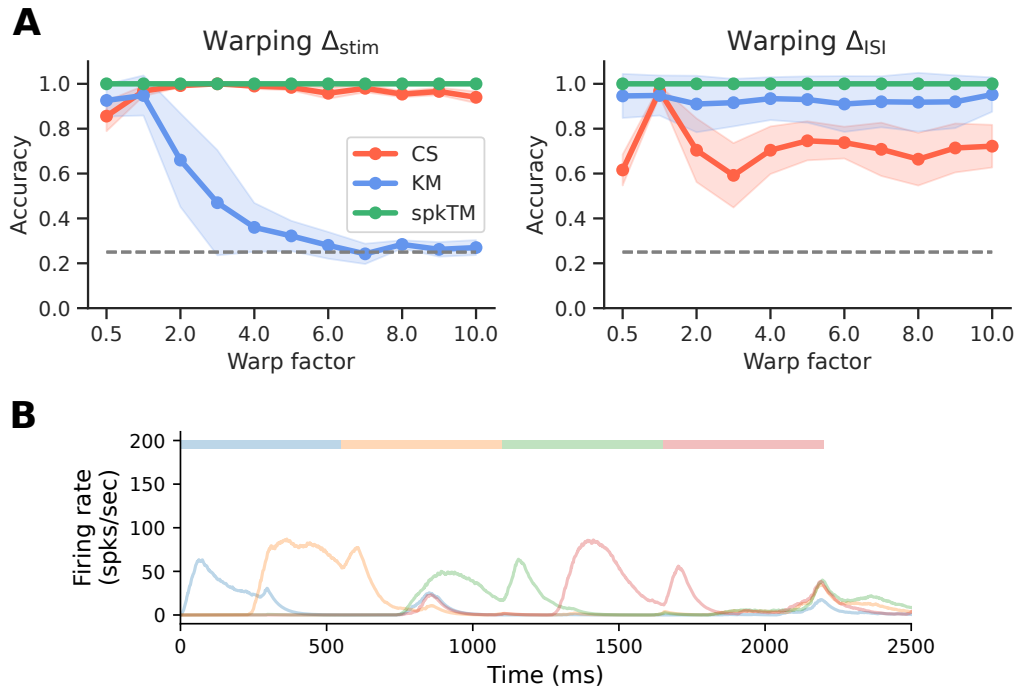 A
Warping Δstim
Accuracy
1.0
0.8
0.6
0.4
0.2
0.0
0.5
2.0
4.0
6.0
8.0
10.0
Warp factor
CS
KM
spkTM
Warping ΔISI
Accuracy
1.0
0.8
0.6
0.4
0.2
0.0
0.5
2.0
4.0
6.0
8.0
10.0
Warp factor
B
Firing rate
(spks/sec)
200
150
100
50
0
0
500
1000
1500
2000
2500
Time (ms)